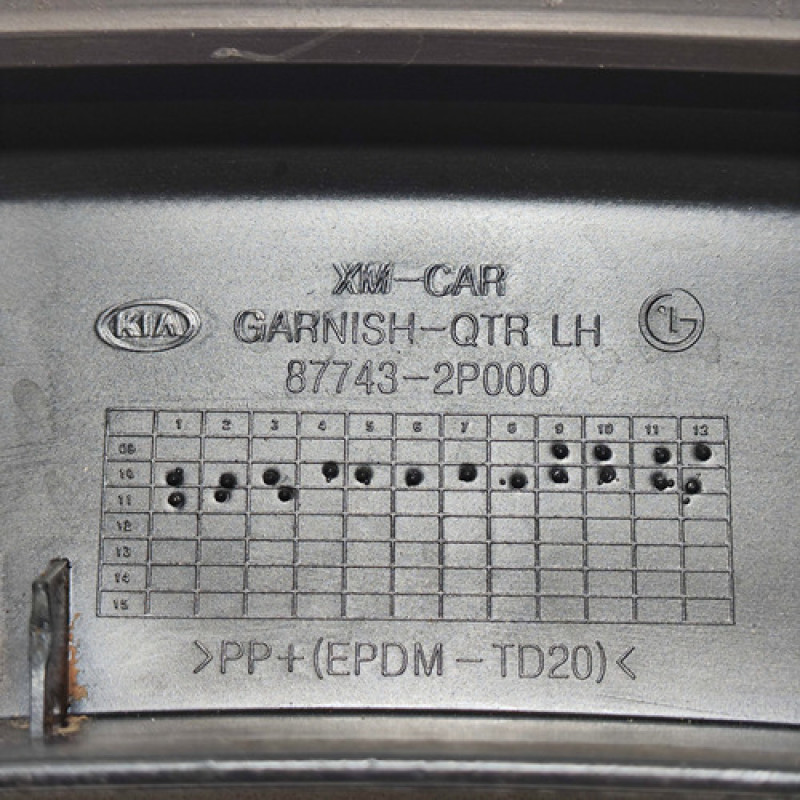 XM-CAR
KIA GARNISH-QTR LH LG
87743-2P000
1 2 3 4 5 6 7 8 9 10 11 12
09
10
11
12
13
14
15
>PP+(EPDM-TD20)<